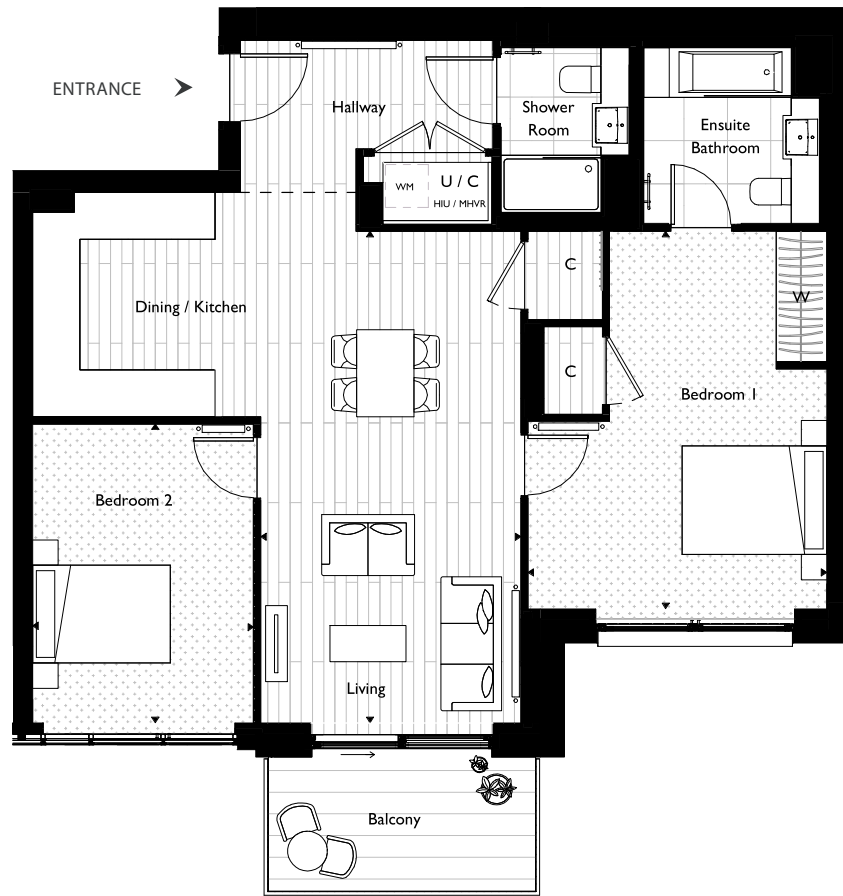 ENTRANCE
Hallway
Shower
Room
Ensuite
Bathroom
WM
U / C
HIU / MHVR
C
W
Dining / Kitchen
C
Bedroom 1
Bedroom 2
Living
Balcony